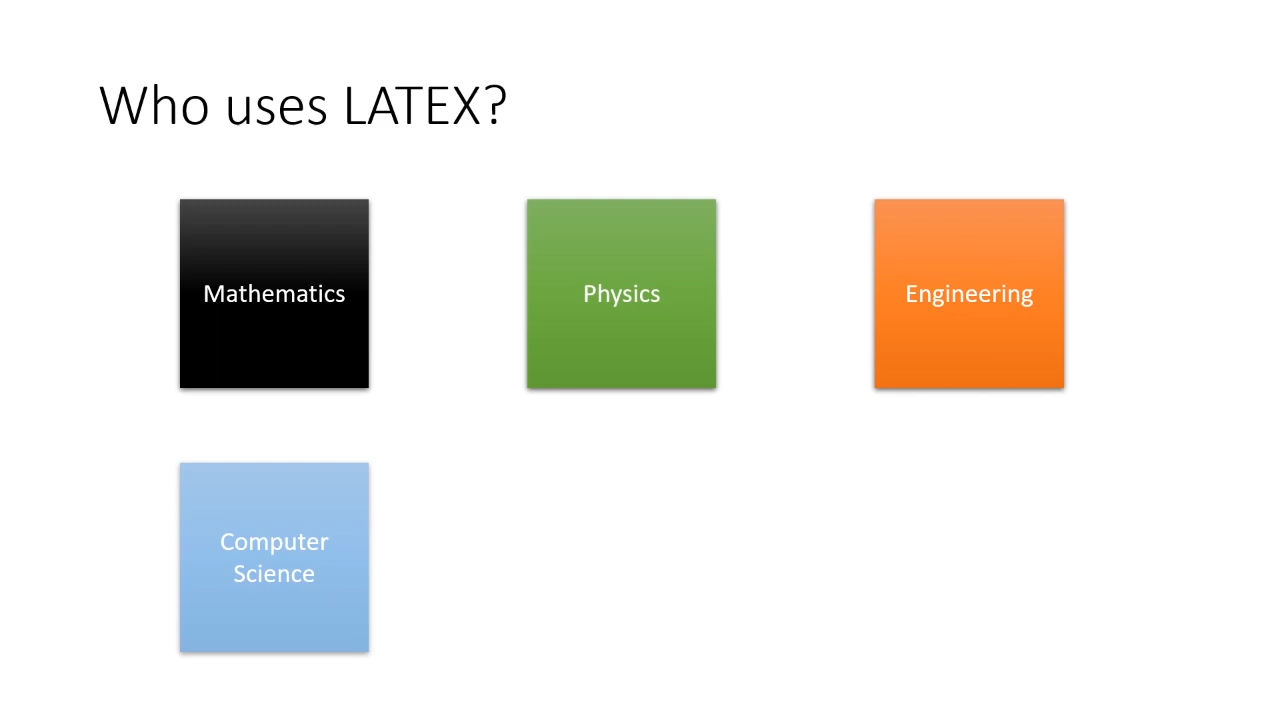 Who uses LATEX?
Mathematics
Physics
Engineering
Computer
Science